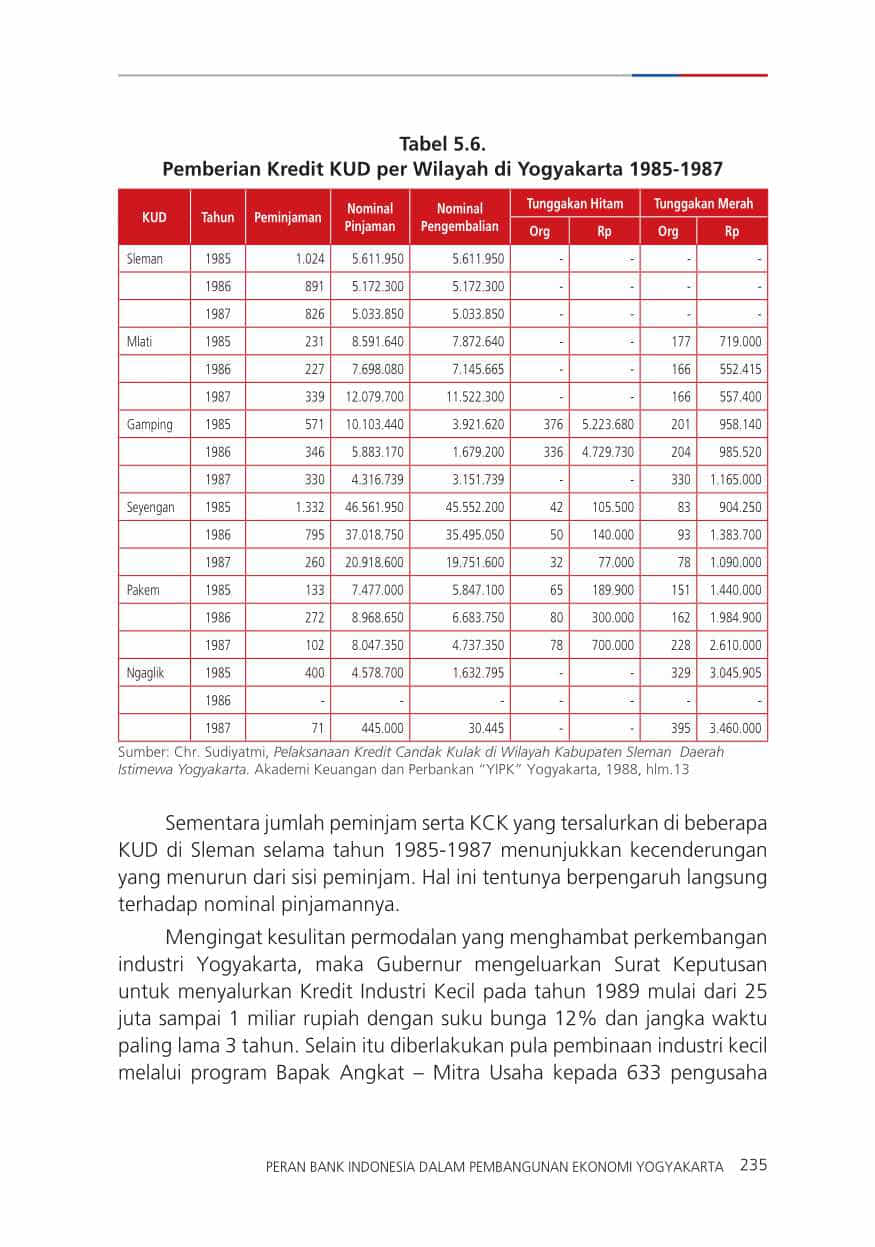 Tabel 5.6.
Pemberian Kredit KUD per Wilayah di Yogyakarta 1985-1987
KUD Tahun Peminjaman Nominal Pinjaman Nominal Pengembalian Tunggakan Hitam Tunggakan Merah
Org Rp Org Rp
Sleman 1985 1.024 5.611.950 5.611.950 - - - -
1986 891 5.172.300 5.172.300 - - - -
1987 826 5.033.850 5.033.850 - - - -
Mlati 1985 231 8.591.640 7.872.640 - - 177 719.000
1986 227 7.698.080 7.145.665 - - 166 552.415
1987 339 12.079.700 11.522.300 - - 166 557.400
Gamping 1985 571 10.103.440 3.921.620 376 5.223.680 201 958.140
1986 346 5.883.170 1.679.200 336 4.729.730 204 985.520
1987 330 4.316.739 3.151.739 - - 330 1.165.000
Seyengan 1985 1.332 46.561.950 45.552.200 42 105.500 83 904.250
1986 795 37.018.750 35.495.050 50 140.000 93 1.383.700
1987 260 20.918.600 19.751.600 32 77.000 78 1.090.000
Pakem 1985 133 7.477.000 5.847.100 65 189.900 151 1.440.000
1986 272 8.968.650 6.683.750 80 300.000 162 1.984.900
1987 102 8.047.350 4.737.350 78 700.000 228 2.610.000
Ngaglik 1985 400 4.578.700 1.632.795 - - 329 3.045.905
1986 - - - - - - -
1987 71 445.000 30.445 - - 395 3.460.000
Sumber: Chr. Sudiyatmi, Pelaksanaan Kredit Candak Kulak di Wilayah Kabupaten Sleman Daerah
Istimewa Yogyakarta. Akademi Keuangan dan Perbankan “YIPK” Yogyakarta, 1988, hlm.13
Sementara jumlah peminjam serta KCK yang tersalurkan di beberapa
KUD di Sleman selama tahun 1985-1987 menunjukkan kecenderungan
yang menurun dari sisi peminjam. Hal ini tentunya berpengaruh langsung
terhadap nominal pinjamannya.
Mengingat kesulitan permodalan yang menghambat perkembangan
industri Yogyakarta, maka Gubernur mengeluarkan Surat Keputusan
untuk menyalurkan Kredit Industri Kecil pada tahun 1989 mulai dari 25
juta sampai 1 miliar rupiah dengan suku bunga 12% dan jangka waktu
paling lama 3 tahun. Selain itu diberlakukan pula pembinaan industri kecil
melalui program Bapak Angkat – Mitra Usaha kepada 633 pengusaha
PERAN BANK INDONESIA DALAM PEMBANGUNAN EKONOMI YOGYAKARTA 235